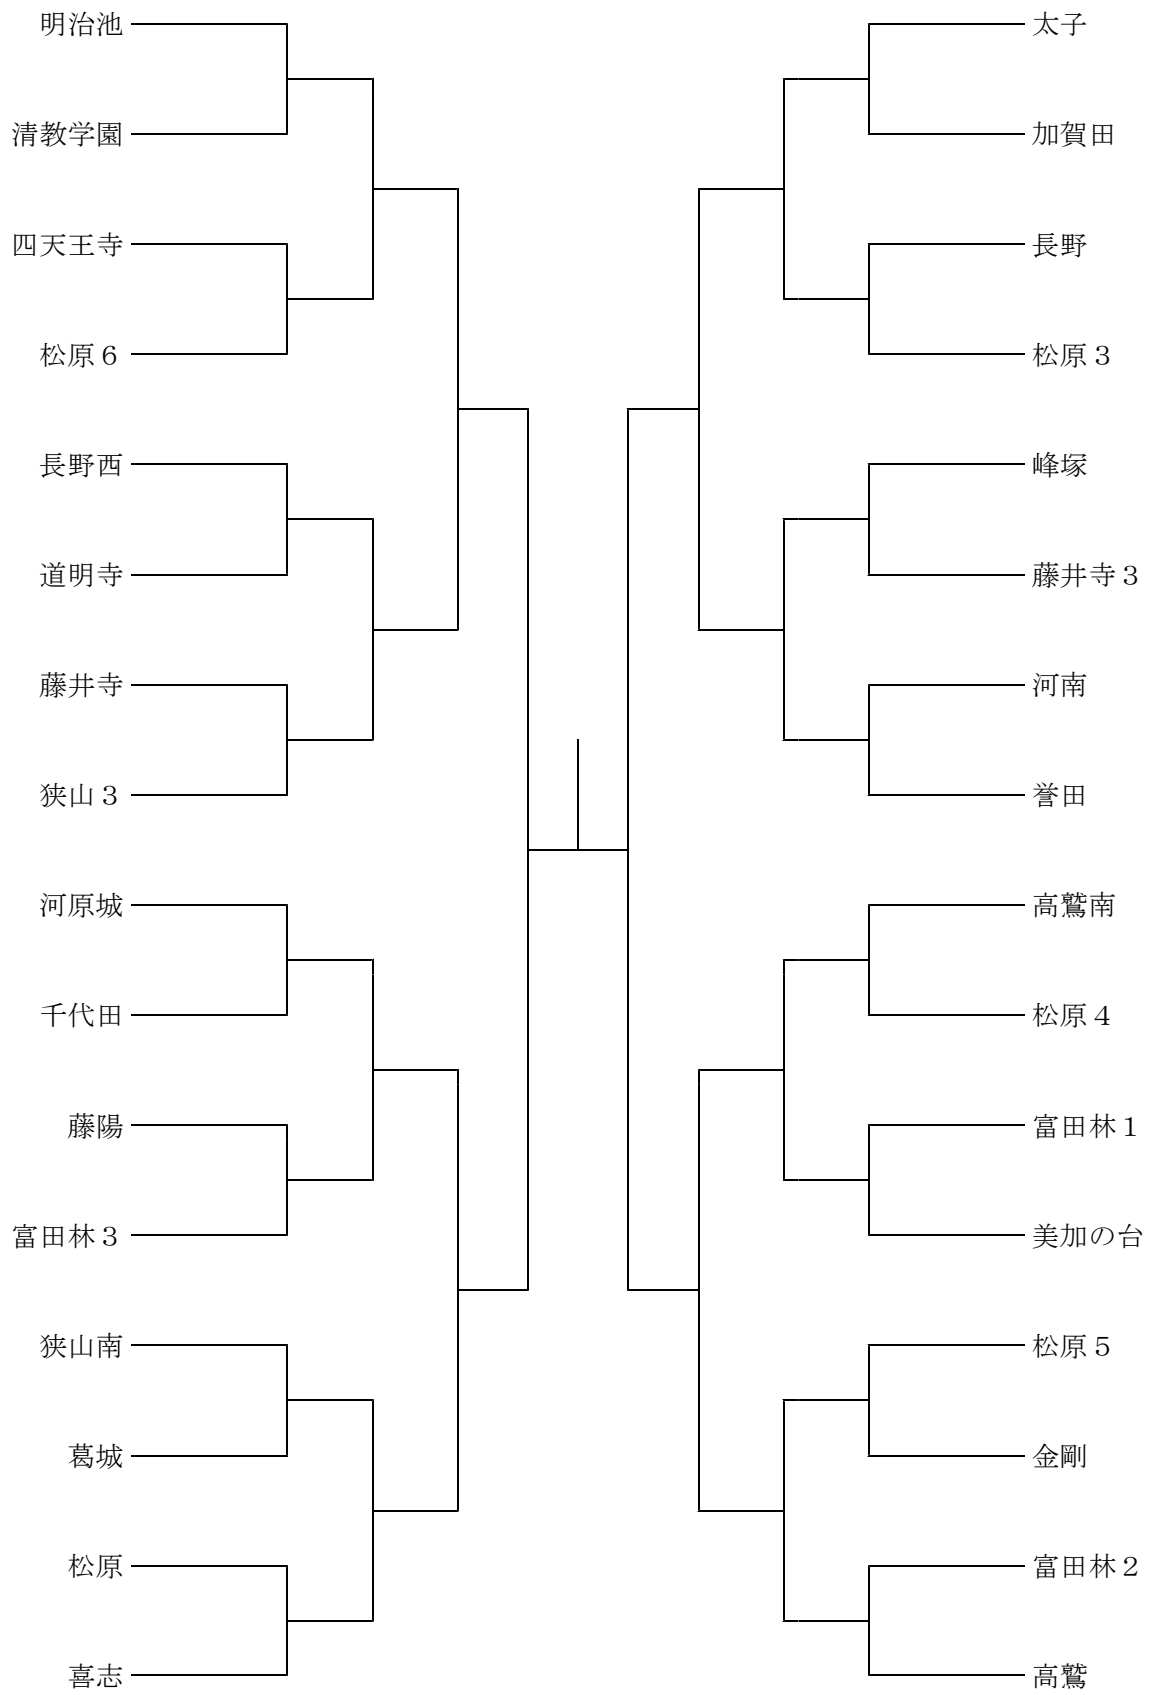 明治池
清教学園
四天王寺
松原６
長野西
道明寺
藤井寺
狭山３
河原城
千代田
藤陽
富田林３
狭山南
葛城
松原
喜志
太子
加賀田
長野
松原３
峰塚
藤井寺３
河南
誉田
高鷲南
松原４
富田林１
美加の台
松原５
金剛
富田林２
高鷲